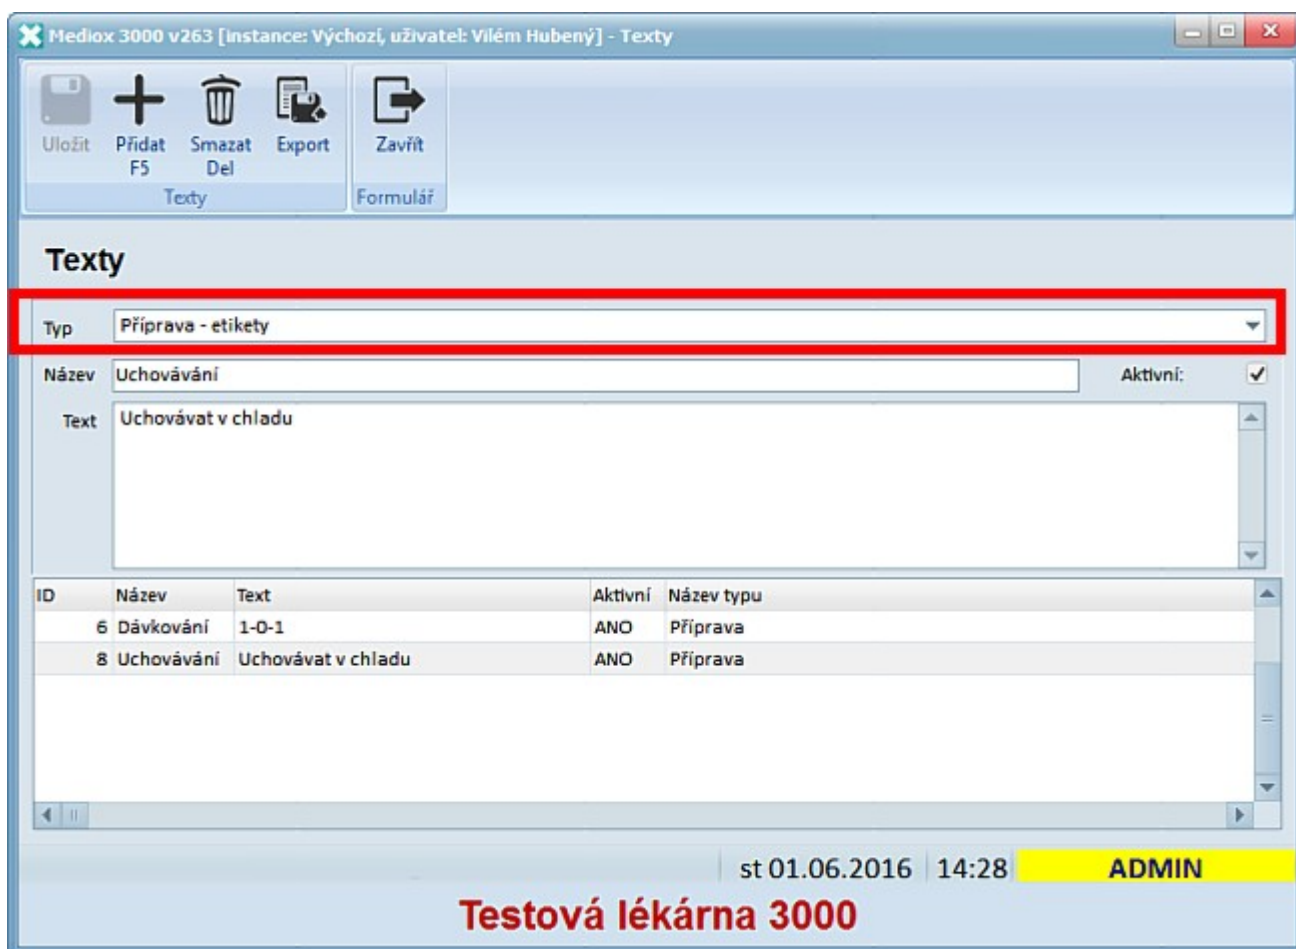 Mediox 3000 v263 [instance: Výchozí, uživatel: Vilém Hubený] - Texty
Uložit Přidat F5 Smazat Del Export Zavřít
Texty Formulář
Texty
Typ Příprava - etikety
Název Uchovávání Aktivní:
Text Uchovávat v chladu
ID Název Text Aktivní Název typu
6 Dávkování 1-0-1 ANO Příprava
8 Uchovávání Uchovávat v chladu ANO Příprava
st 01.06.2016 14:28 ADMIN
Testová lékárna 3000